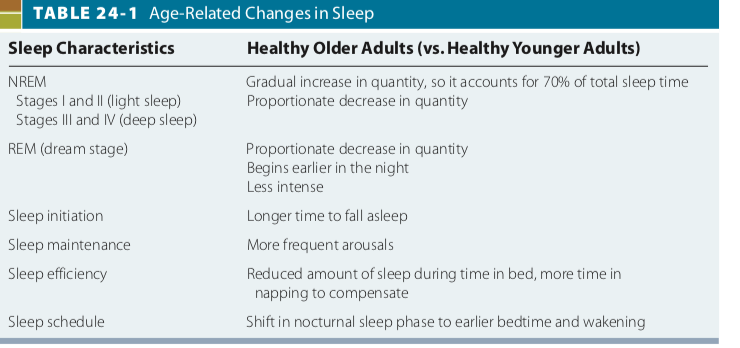 TABLE 24-1 Age-Related Changes in Sleep
Sleep Characteristics Healthy Older Adults (vs. Healthy Younger Adults)
NREM Gradual increase in quantity, so it accounts for 70% of total sleep time
Stages I and II (light sleep) Proportionate decrease in quantity
Stages III and IV (deep sleep)
REM (dream stage) Proportionate decrease in quantity
Begins earlier in the night
Less intense
Sleep initiation Longer time to fall asleep
Sleep maintenance More frequent arousals
Sleep efficiency Reduced amount of sleep during time in bed, more time in
napping to compensate
Sleep schedule Shift in nocturnal sleep phase to earlier bedtime and wakening